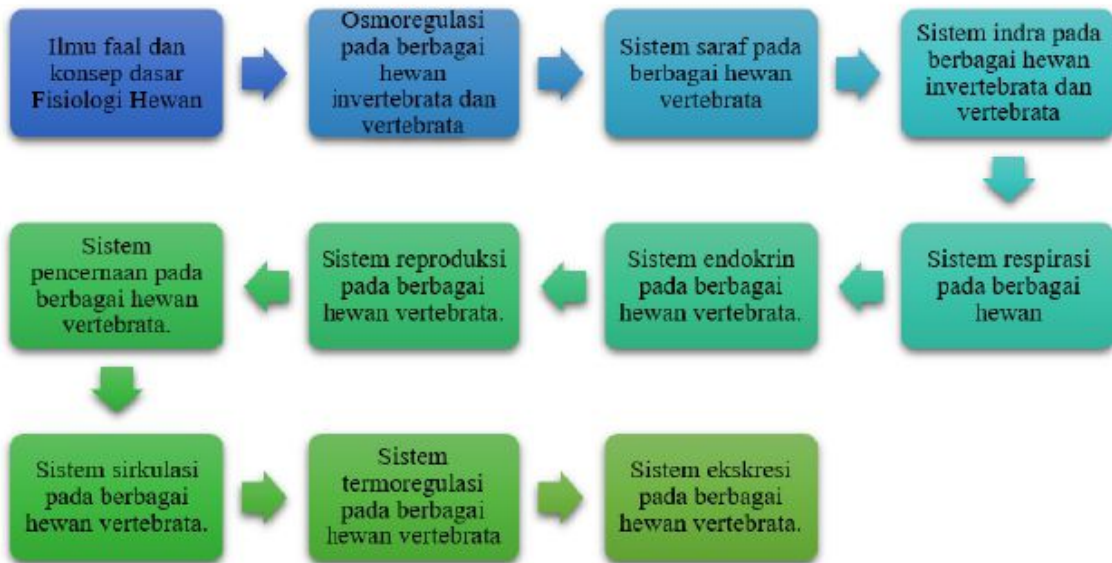 Ilmu faal dan
konsep dasar
Fisiologi Hewan
Osmoregulasi
pada berbagai
hewan
invertebrata dan
vertebrata
Sistem saraf pada
berbagai hewan
vertebrata
Sistem indra pada
berbagai hewan
invertebrata dan
vertebrata
Sistem respirasi
pada berbagai
hewan
Sistem endokrin
pada berbagai
hewan vertebrata.
Sistem reproduksi
pada berbagai
hewan vertebrata.
Sistem
pencernaan pada
berbagai hewan
vertebrata.
Sistem sirkulasi
pada berbagai
hewan vertebrata.
Sistem
termoregulasi
pada berbagai
hewan vertebrata
Sistem ekskresi
pada berbagai
hewan vertebrata.